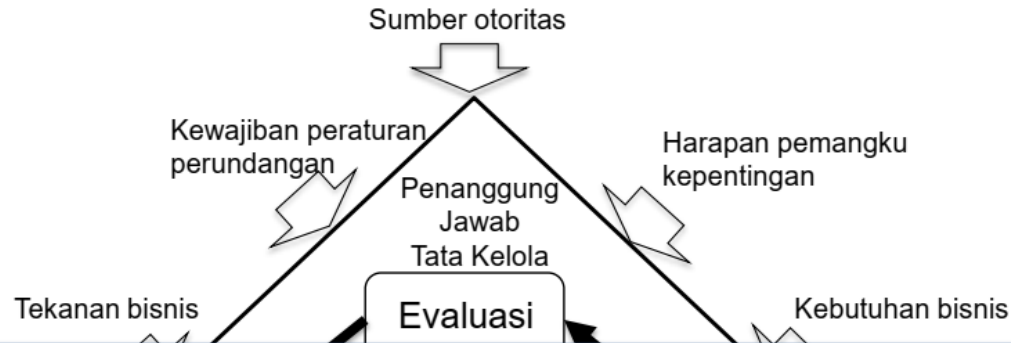 Sumber otoritas
Kewajiban peraturan
perundangan
Harapan pemangku
kepentingan
Penanggung
Jawab
Tata Kelola
Tekanan bisnis
Evaluasi
Kebutuhan bisnis